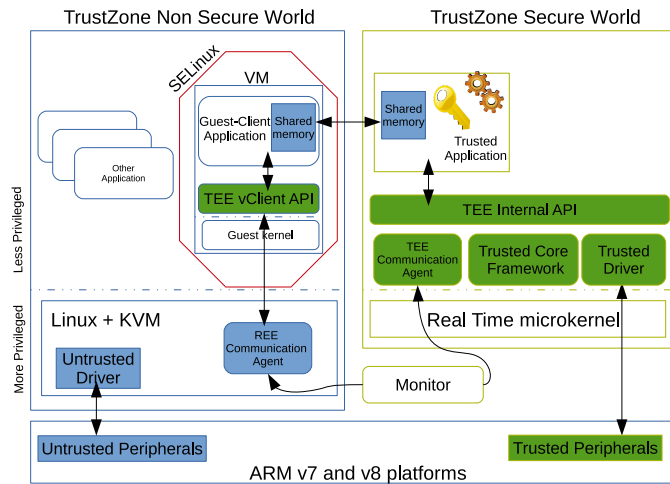 TrustZone Non Secure World
TrustZone Secure World
SELinux
VM
Guest-Client
Application
Shared
memory
Shared
memory
Trusted
Application
Other
Application
TEE vClient API
Guest kernel
TEE Internal API
TEE
Communication
Agent
Trusted Core
Framework
Trusted
Driver
Less Privileged
More Privileged
Linux + KVM
Untrusted
Driver
REE
Communication
Agent
Real Time microkernel
Monitor
Untrusted Peripherals
Trusted Peripherals
ARM v7 and v8 platforms